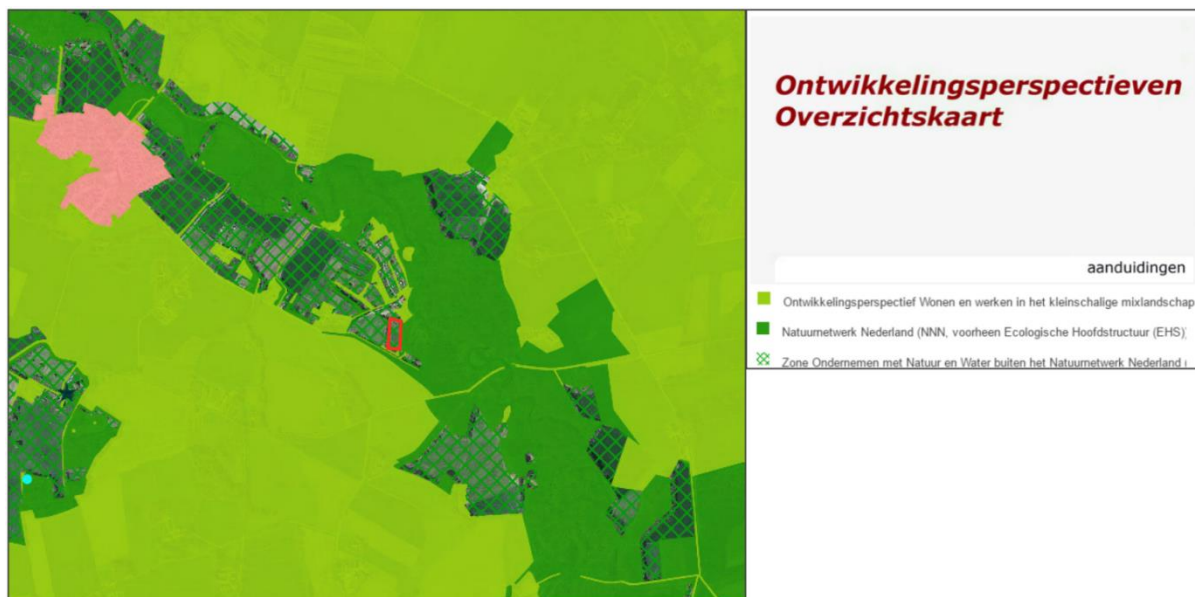 Ontwikkelingsperspectieven
Overzichtskaart
aanduidingen
Ontwikkelingsperspectief Wonen en werken in het kleinschalige mixlandschap
Natuurnetwerk Nederland (NNN, voorheen Ecologische Hoofdstructuur (EHS)
Zone Ondernemen met Natuur en Water buiten het Natuurnetwerk Nederland (